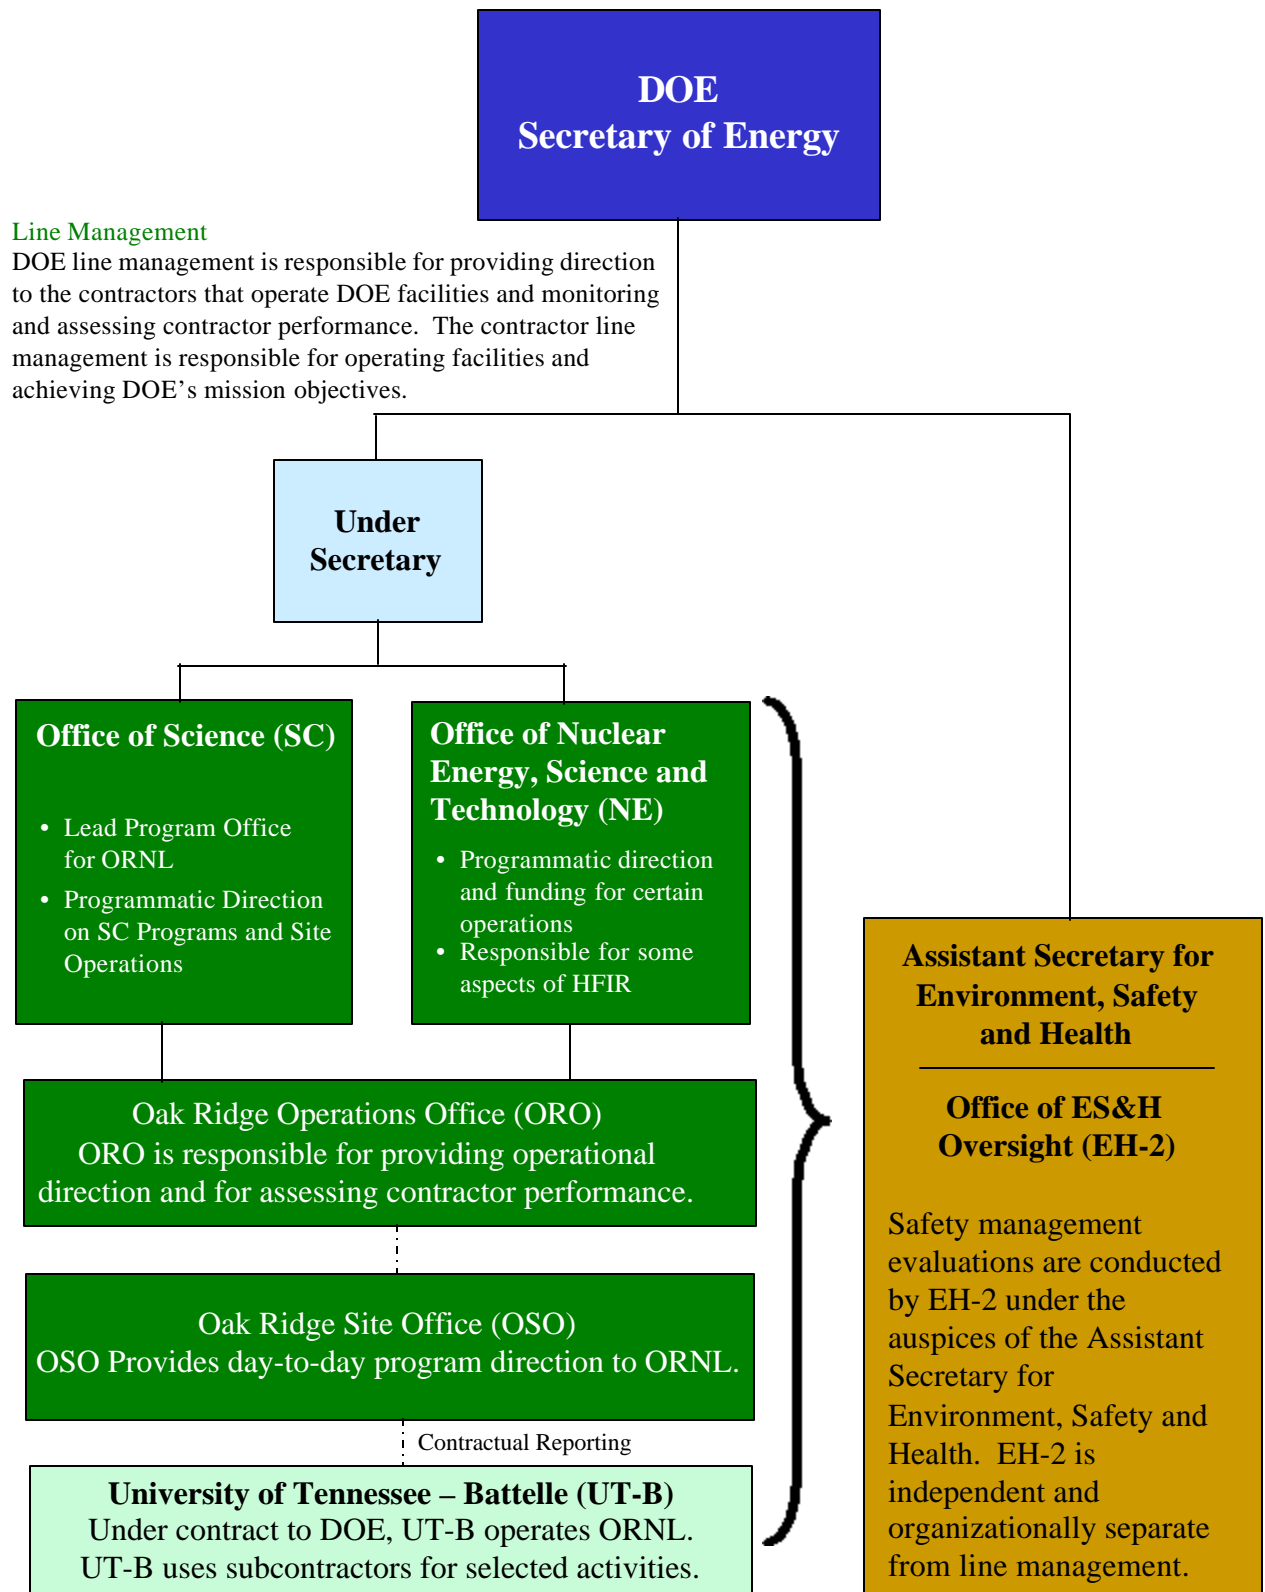 DOE
Secretary of Energy
Line Management
DOE line management is responsible for providing direction
to the contractors that operate DOE facilities and monitoring
and assessing contractor performance. The contractor line
management is responsible for operating facilities and
achieving DOE’s mission objectives.
Under
Secretary
Office of Science (SC)
• Lead Program Office
for ORNL
• Programmatic Direction
on SC Programs and Site
Operations
Office of Nuclear
Energy, Science and
Technology (NE)
• Programmatic direction
and funding for certain
operations
• Responsible for some
aspects of HFIR
Oak Ridge Operations Office (ORO)
ORO is responsible for providing operational
direction and for assessing contractor performance.
Oak Ridge Site Office (OSO)
OSO Provides day-to-day program direction to ORNL.
Contractual Reporting
University of Tennessee – Battelle (UT-B)
Under contract to DOE, UT-B operates ORNL.
UT-B uses subcontractors for selected activities.
Assistant Secretary for
Environment, Safety
and Health
Office of ES&H
Oversight (EH-2)
Safety management
evaluations are conducted
by EH-2 under the
auspices of the Assistant
Secretary for
Environment, Safety and
Health. EH-2 is
independent and
organizationally separate
from line management.